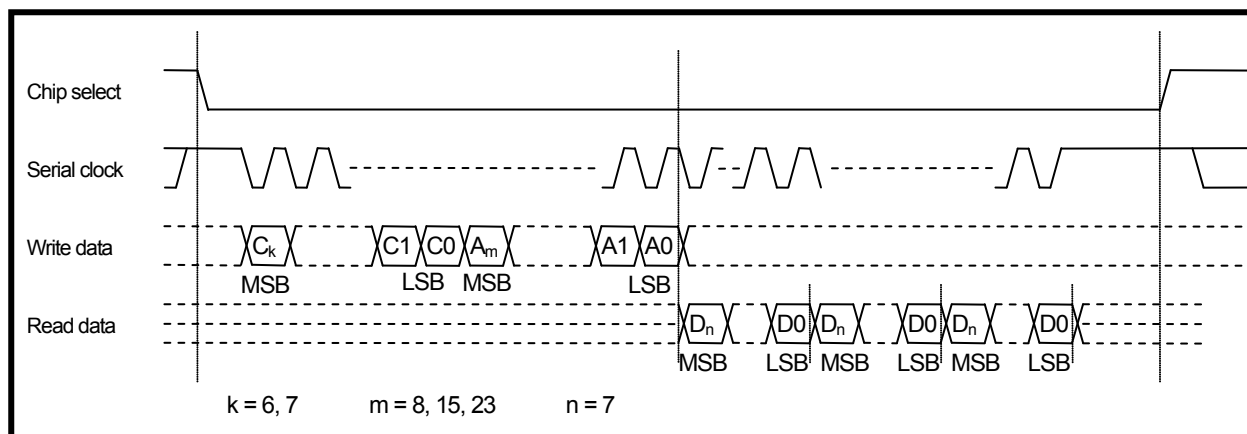 Chip select
Serial clock
Write data
Ck C1 C0 Am A1 A0
MSB LSB MSB LSB
Read data
Dn D0 Dn D0 Dn D0
MSB LSB MSB LSB MSB LSB
k = 6, 7 m = 8, 15, 23 n = 7